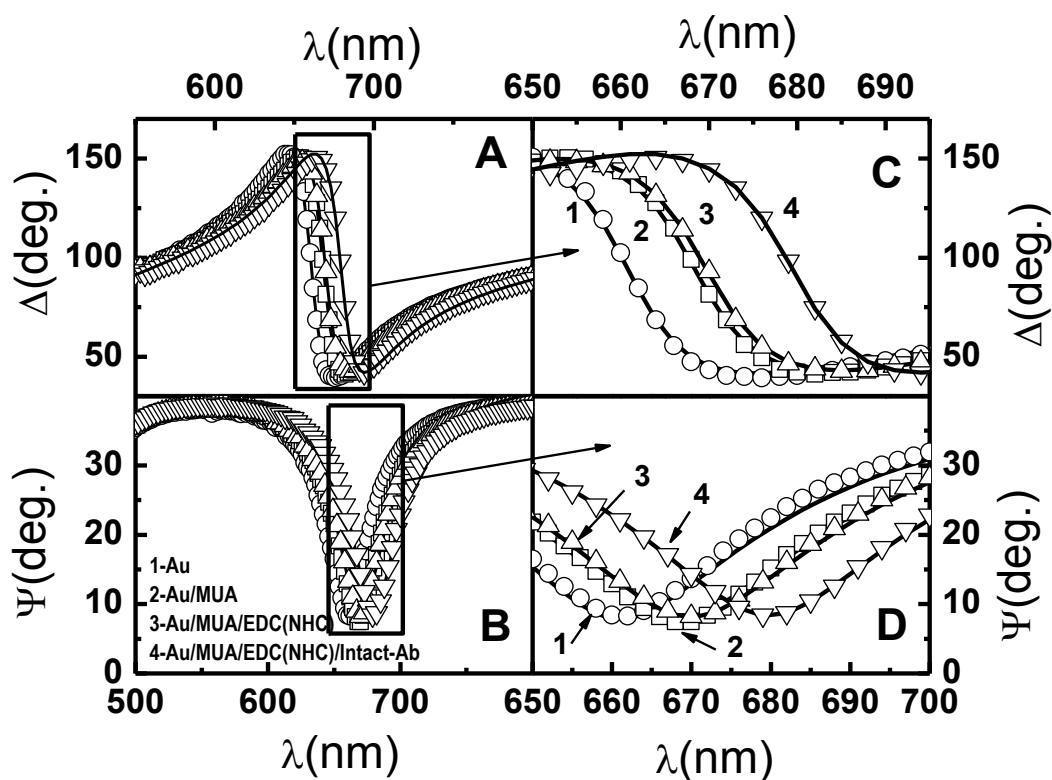 λ(nm) λ(nm)
600 700 650 660 670 680 690
150 A C 150
1 2 3 4
100 100
Δ(deg.) Δ(deg.)
50 50
30 3 4 30
Ψ(deg.) Ψ(deg.)
20 20
1-Au
2-Au/MUA
10 10
3-Au/MUA/EDC(NHC) B 1 2 D
4-Au/MUA/EDC(NHC)/Intact-Ab
0 0
500 600 700 650 660 670 680 690 700
λ(nm) λ(nm)